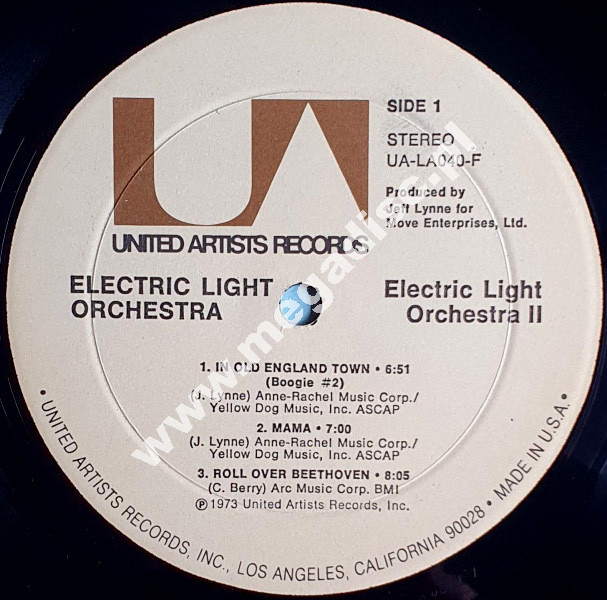 UA
UNITED ARTISTS RECORDS
SIDE 1
STEREO
UA-LA040-F
Produced by
Jeff Lynne for
Move Enterprises, Ltd.
ELECTRIC LIGHT
ORCHESTRA
Electric Light
Orchestra II
1. IN OLD ENGLAND TOWN • 6:51
(Boogie #2)
(J. Lynne) Anne-Rachel Music Corp./
Yellow Dog Music, Inc. ASCAP
2. MAMA • 7:00
(J. Lynne) Anne-Rachel Music Corp./
Yellow Dog Music, Inc. ASCAP
3. ROLL OVER BEETHOVEN • 8:05
(C. Berry) Arc Music Corp. BMI
℗ 1973 United Artists Records, Inc.
• UNITED ARTISTS RECORDS, INC., LOS ANGELES, CALIFORNIA 90028 • MADE IN U.S.A. •
www.megadisc.pl